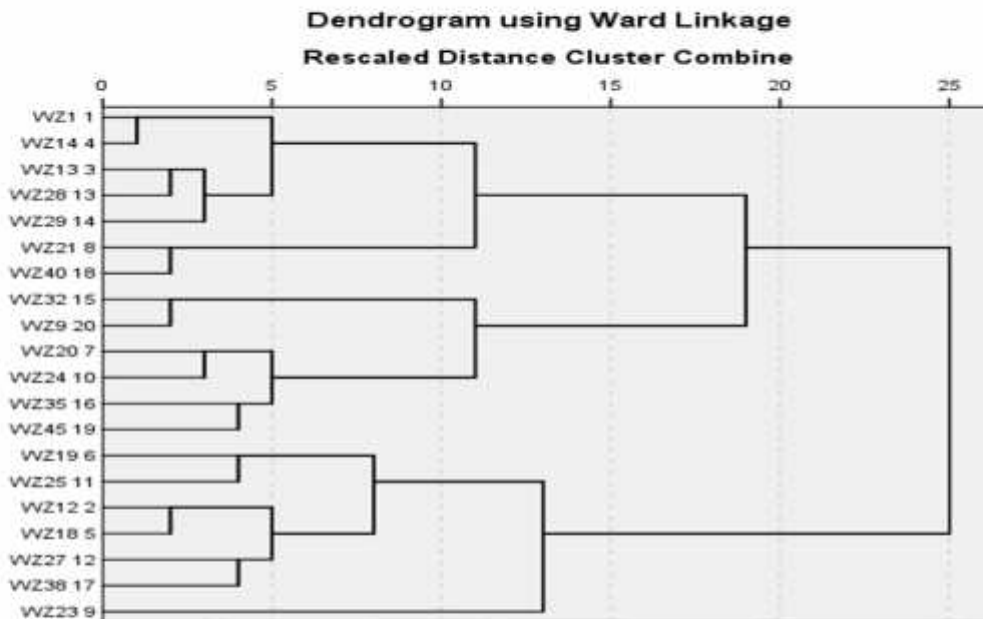 Dendrogram using Ward Linkage
Rescaled Distance Cluster Combine
0 5 10 15 20 25
WZ1 1
WZ14 4
WZ13 3
WZ28 13
WZ29 14
WZ21 8
WZ40 18
WZ32 15
WZ9 20
WZ20 7
WZ24 10
WZ35 16
WZ45 19
WZ19 6
WZ25 11
WZ12 2
WZ18 5
WZ27 12
WZ38 17
WZ23 9